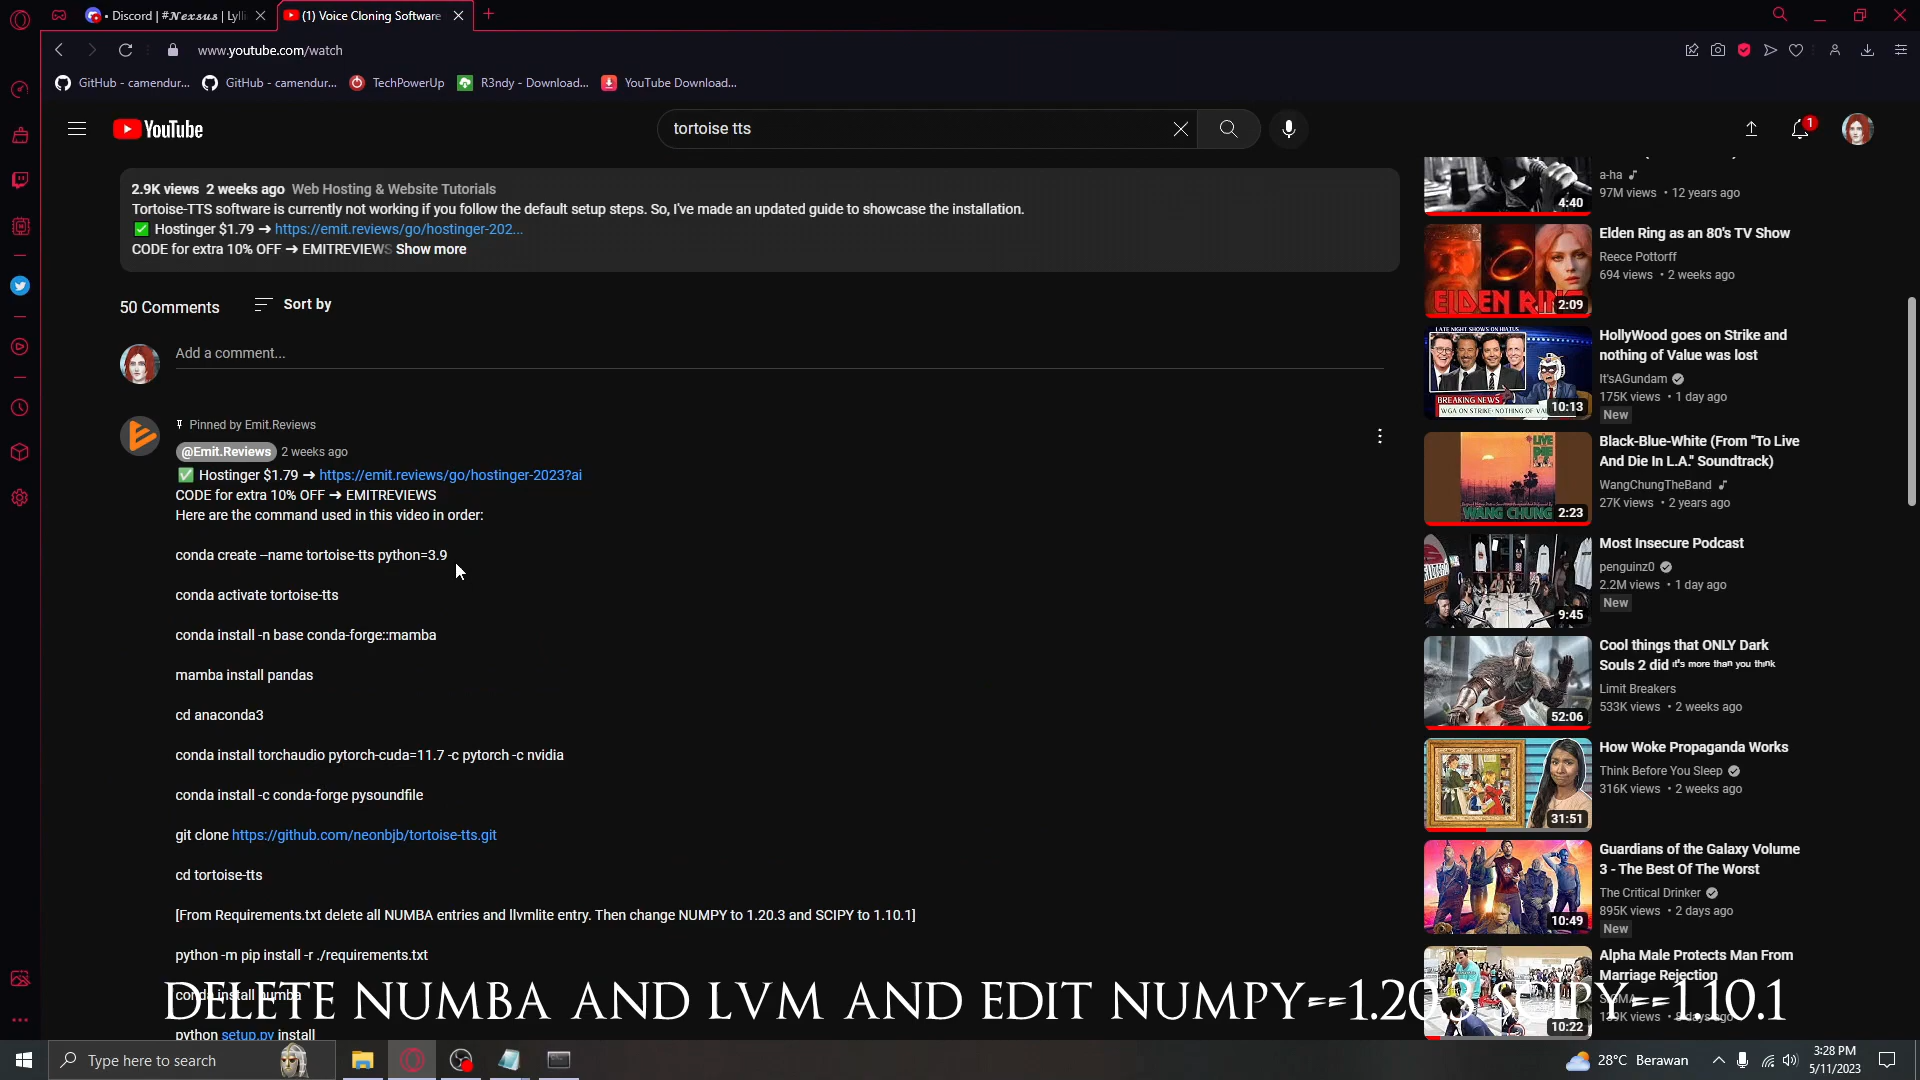 • Discord | #𝓝𝓮𝔁𝓼𝓾𝓼 | Lyll
(1) Voice Cloning Software
www.youtube.com/watch
GitHub - camendur...
GitHub - camendur...
TechPowerUp
R3ndy - Download...
YouTube Download...
YouTube
tortoise tts
1
2.9K views 2 weeks ago Web Hosting & Website Tutorials
Tortoise-TTS software is currently not working if you follow the default setup steps. So, I've made an updated guide to showcase the installation.
✅ Hostinger $1.79 ➜ https://emit.reviews/go/hostinger-202...
CODE for extra 10% OFF ➜ EMITREVIEWS Show more
50 Comments
Sort by
Add a comment...
Pinned by Emit.Reviews
@Emit.Reviews 2 weeks ago
✅ Hostinger $1.79 ➜ https://emit.reviews/go/hostinger-2023?ai
CODE for extra 10% OFF ➜ EMITREVIEWS
Here are the command used in this video in order:
conda create –name tortoise-tts python=3.9
conda activate tortoise-tts
conda install -n base conda-forge::mamba
mamba install pandas
cd anaconda3
conda install torchaudio pytorch-cuda=11.7 -c pytorch -c nvidia
conda install -c conda-forge pysoundfile
git clone https://github.com/neonbjb/tortoise-tts.git
cd tortoise-tts
[From Requirements.txt delete all NUMBA entries and llvmlite entry. Then change NUMPY to 1.20.3 and SCIPY to 1.10.1]
python -m pip install -r ./requirements.txt
conda install numba
python setup.py install
DELETE NUMBA AND LVM AND EDIT NUMPY==1.20.3 SCIPY==1.10.1
a-ha
97M views • 12 years ago
4:40
Elden Ring as an 80's TV Show
Reece Pottorff
694 views • 2 weeks ago
ELDEN RING
2:09
HollyWood goes on Strike and
nothing of Value was lost
It'sAGundam
175K views • 1 day ago
New
LATE NIGHT SHOWS ON HIATUS
BREAKING NEWS
10:13
Black-Blue-White (From "To Live
And Die In L.A." Soundtrack)
WangChungTheBand
27K views • 2 years ago
WANG CHUNG
2:23
Most Insecure Podcast
penguinz0
2.2M views • 1 day ago
New
9:45
Cool things that ONLY Dark
Souls 2 did ᶦᵗ'ˢ ᵐᵒʳᵉ ᵗʰᵃⁿ ʸᵒᵘ ᵗʰᶦⁿᵏ
Limit Breakers
533K views • 2 weeks ago
52:06
How Woke Propaganda Works
Think Before You Sleep
316K views • 2 weeks ago
31:51
Guardians of the Galaxy Volume
3 - The Best Of The Worst
The Critical Drinker
895K views • 2 days ago
New
10:49
Alpha Male Protects Man From
Marriage Rejection
10:22
Type here to search
28°C Berawan
3:28 PM
5/11/2023